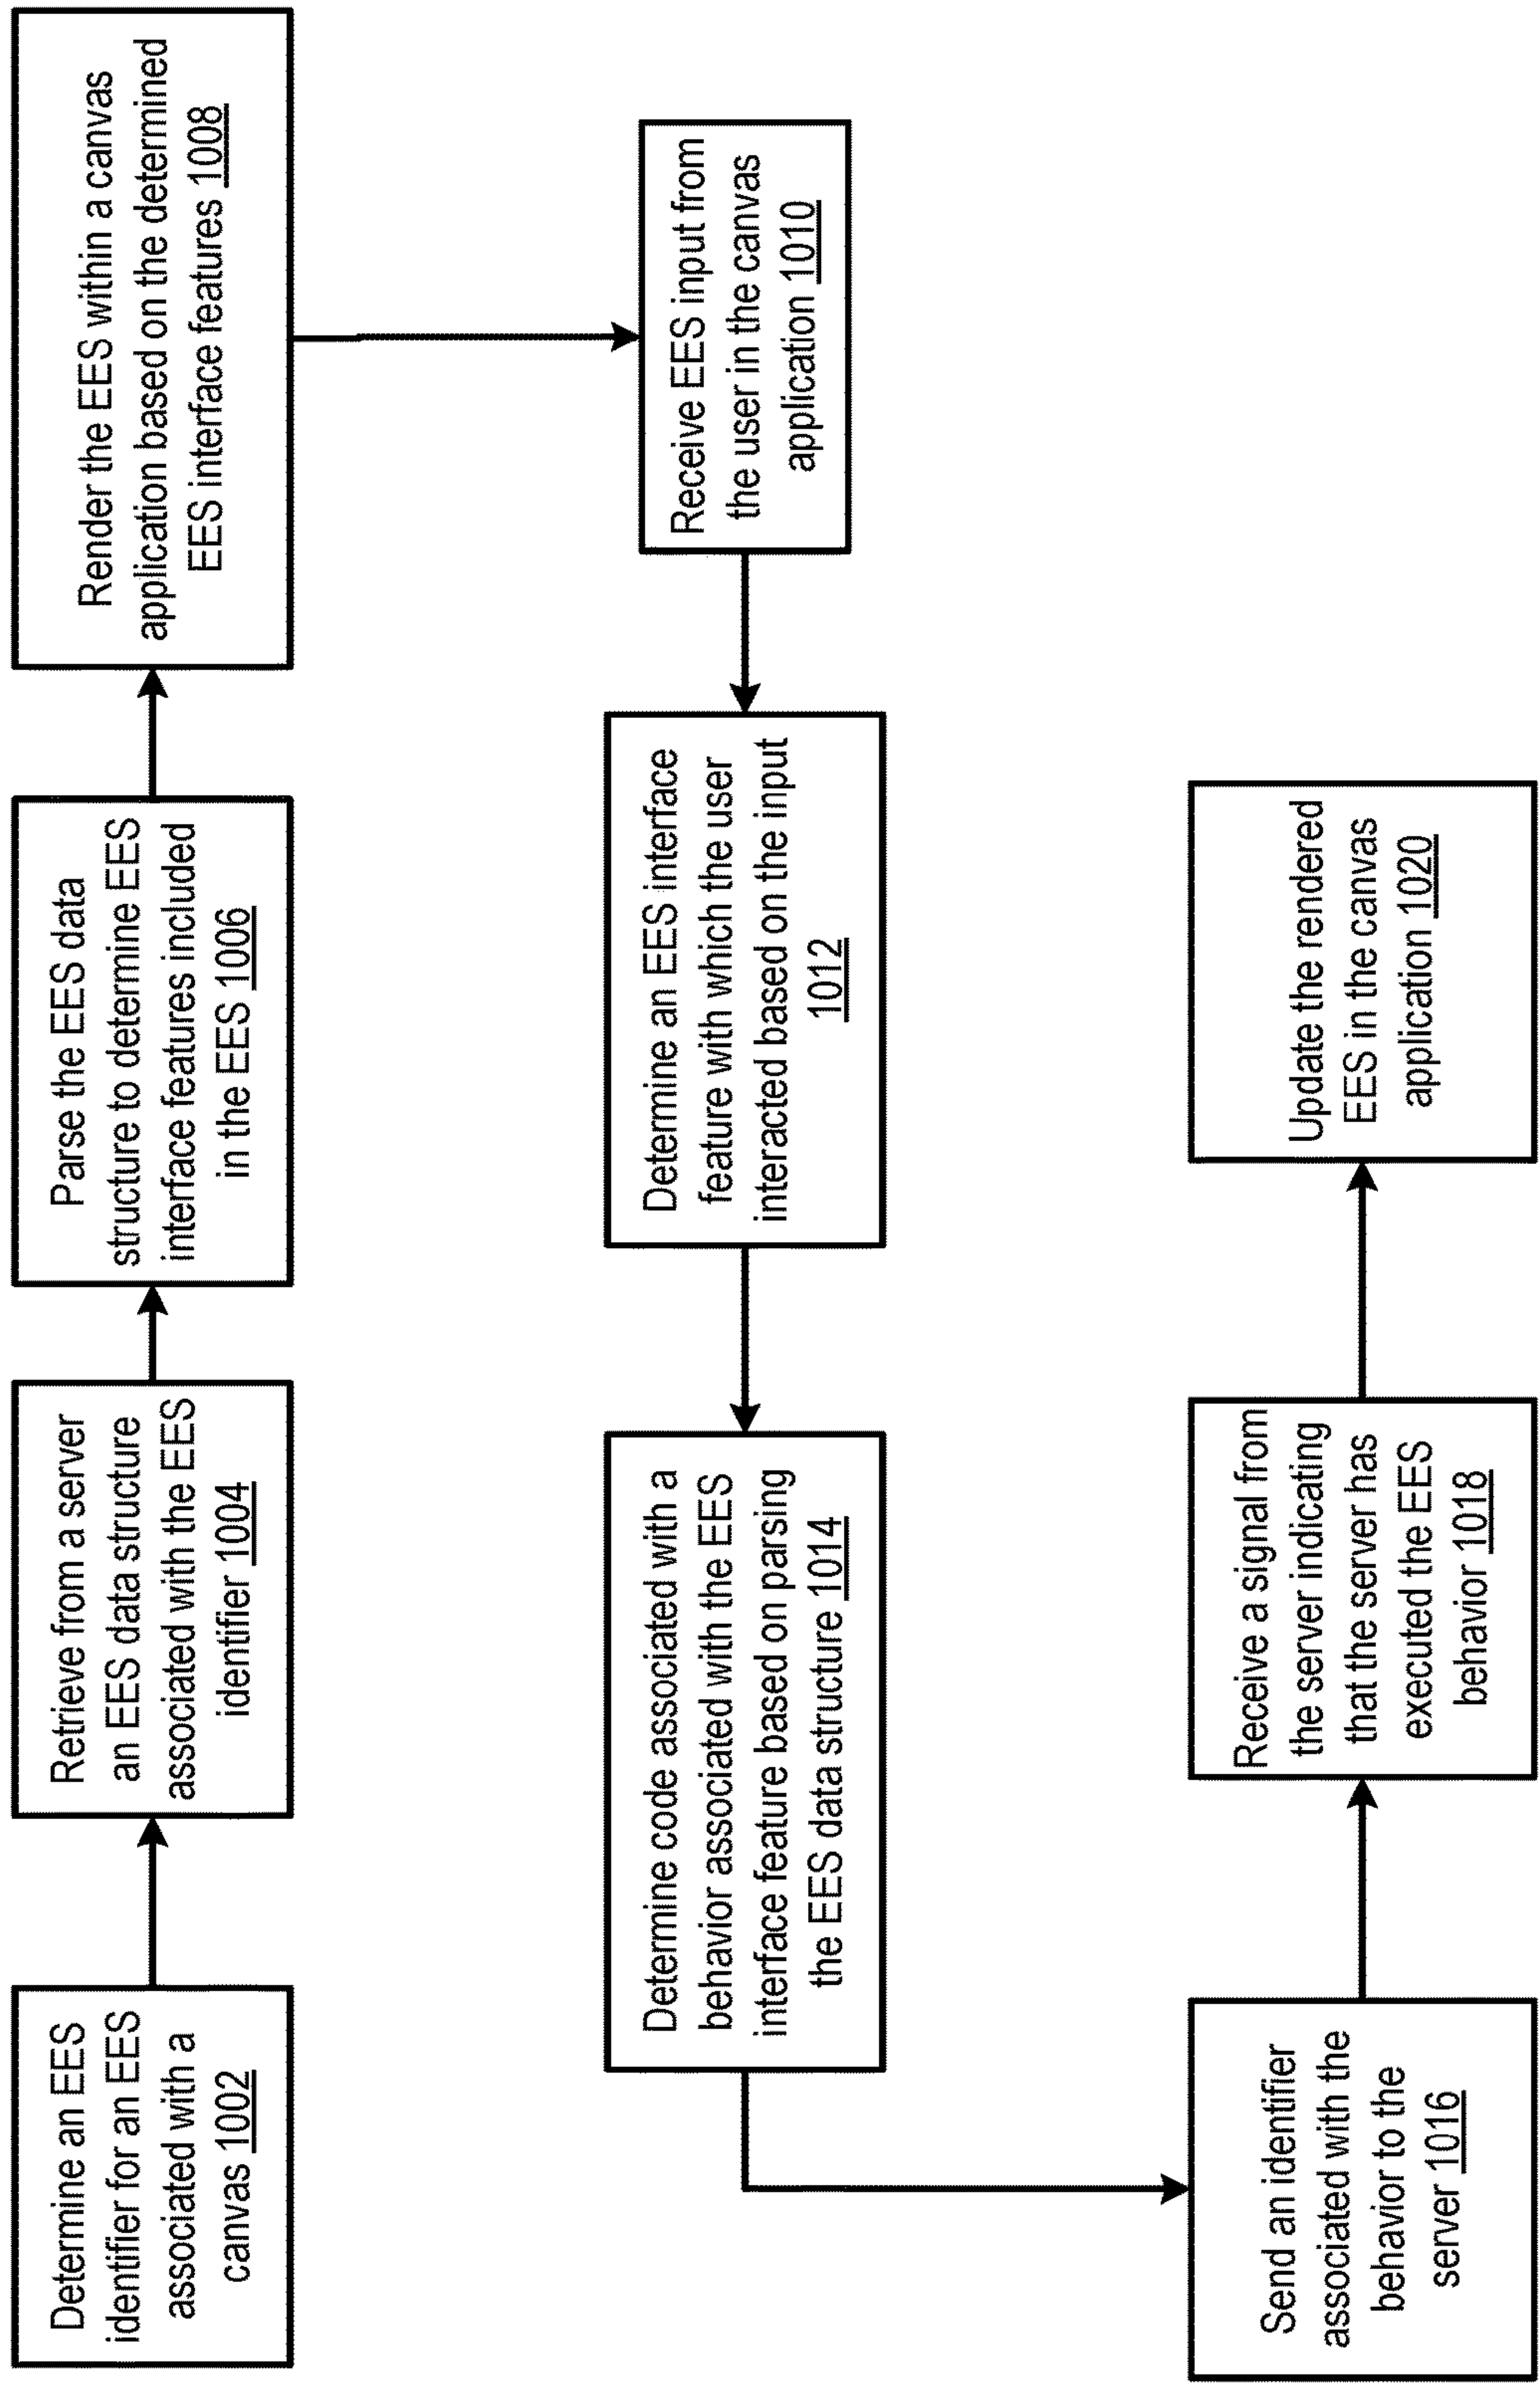 Determine an EES
identifier for an EES
associated with a
canvas 1002
Retrieve from a server
an EES data structure
associated with the EES
identifier 1004
Parse the EES data
structure to determine EES
interface features included
in the EES 1006
Render the EES within a canvas
application based on the determined
EES interface features 1008
Receive EES input from
the user in the canvas
application 1010
Determine an EES interface
feature with which the user
interacted based on the input
1012
Determine code associated with a
behavior associated with the EES
interface feature based on parsing
the EES data structure 1014
Send an identifier
associated with the
behavior to the
server 1016
Receive a signal from
the server indicating
that the server has
executed the EES
behavior 1018
Update the rendered
EES in the canvas
application 1020